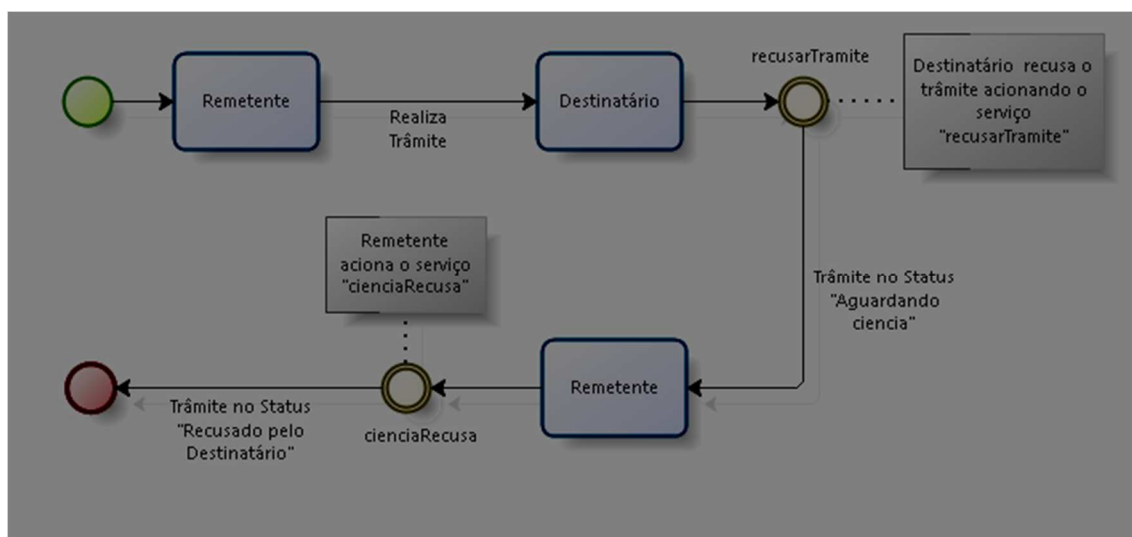 recusarTramite
Destinatário recusa o
trâmite acionando o
serviço
"recusarTramite"
Remetente
Realiza
Trâmite
Destinatário
Remetente
aciona o serviço
"cienciaRecusa"
Trâmite no Status
"Aguardando
ciencia"
Remetente
cienciaRecusa
Trâmite no Status
"Recusado pelo
Destinatário"